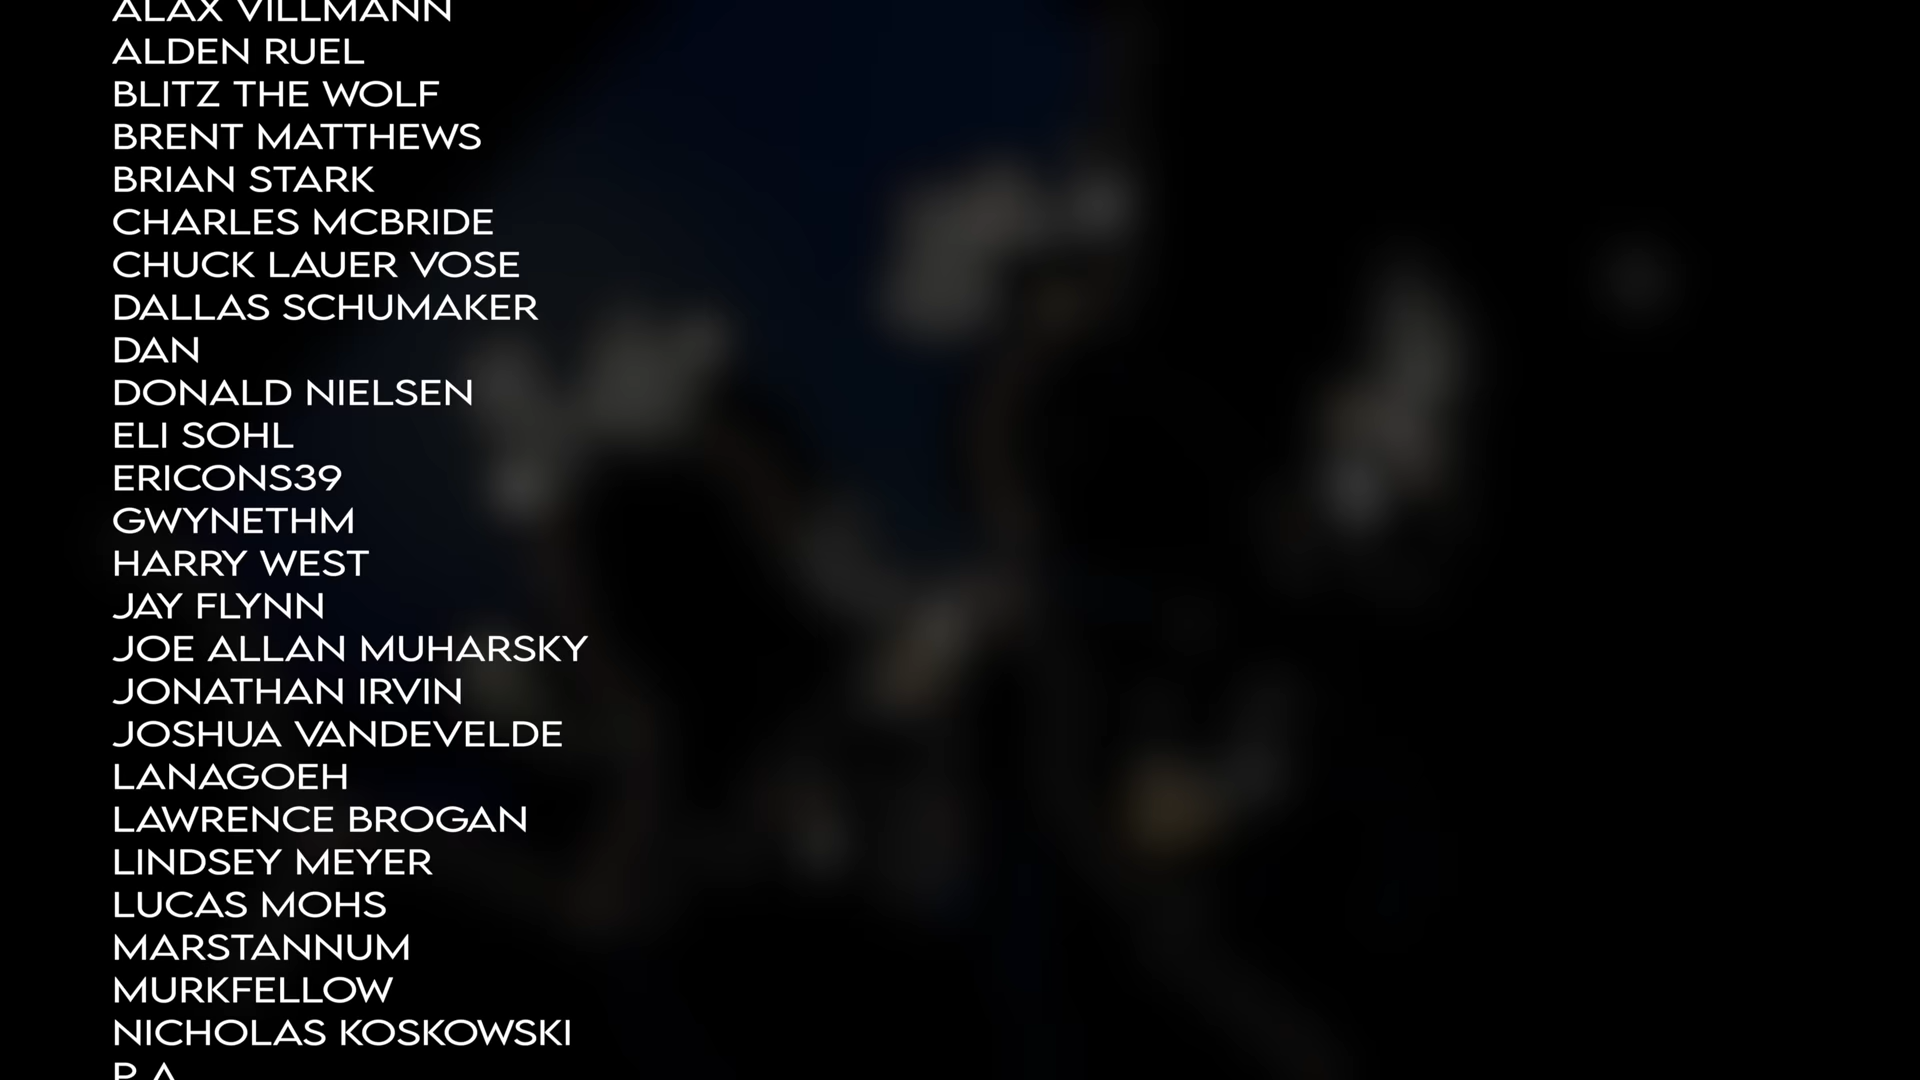 ALAX VILLMANN
ALDEN RUEL
BLITZ THE WOLF
BRENT MATTHEWS
BRIAN STARK
CHARLES MCBRIDE
CHUCK LAUER VOSE
DALLAS SCHUMAKER
DAN
DONALD NIELSEN
ELI SOHL
ERICONS39
GWYNETHM
HARRY WEST
JAY FLYNN
JOE ALLAN MUHARSKY
JONATHAN IRVIN
JOSHUA VANDEVELDE
LANAGOEH
LAWRENCE BROGAN
LINDSEY MEYER
LUCAS MOHS
MARSTANNUM
MURKFELLOW
NICHOLAS KOSKOWSKI